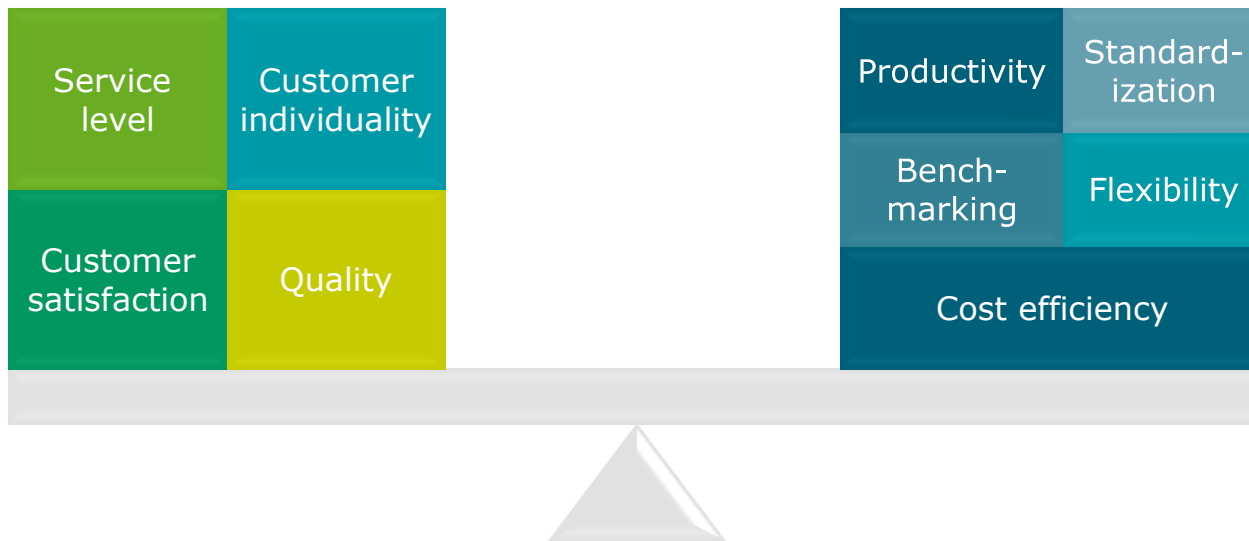 Service
level
Customer
individuality
Customer
satisfaction
Quality
Productivity
Standard-
ization
Bench-
marking
Flexibility
Cost efficiency